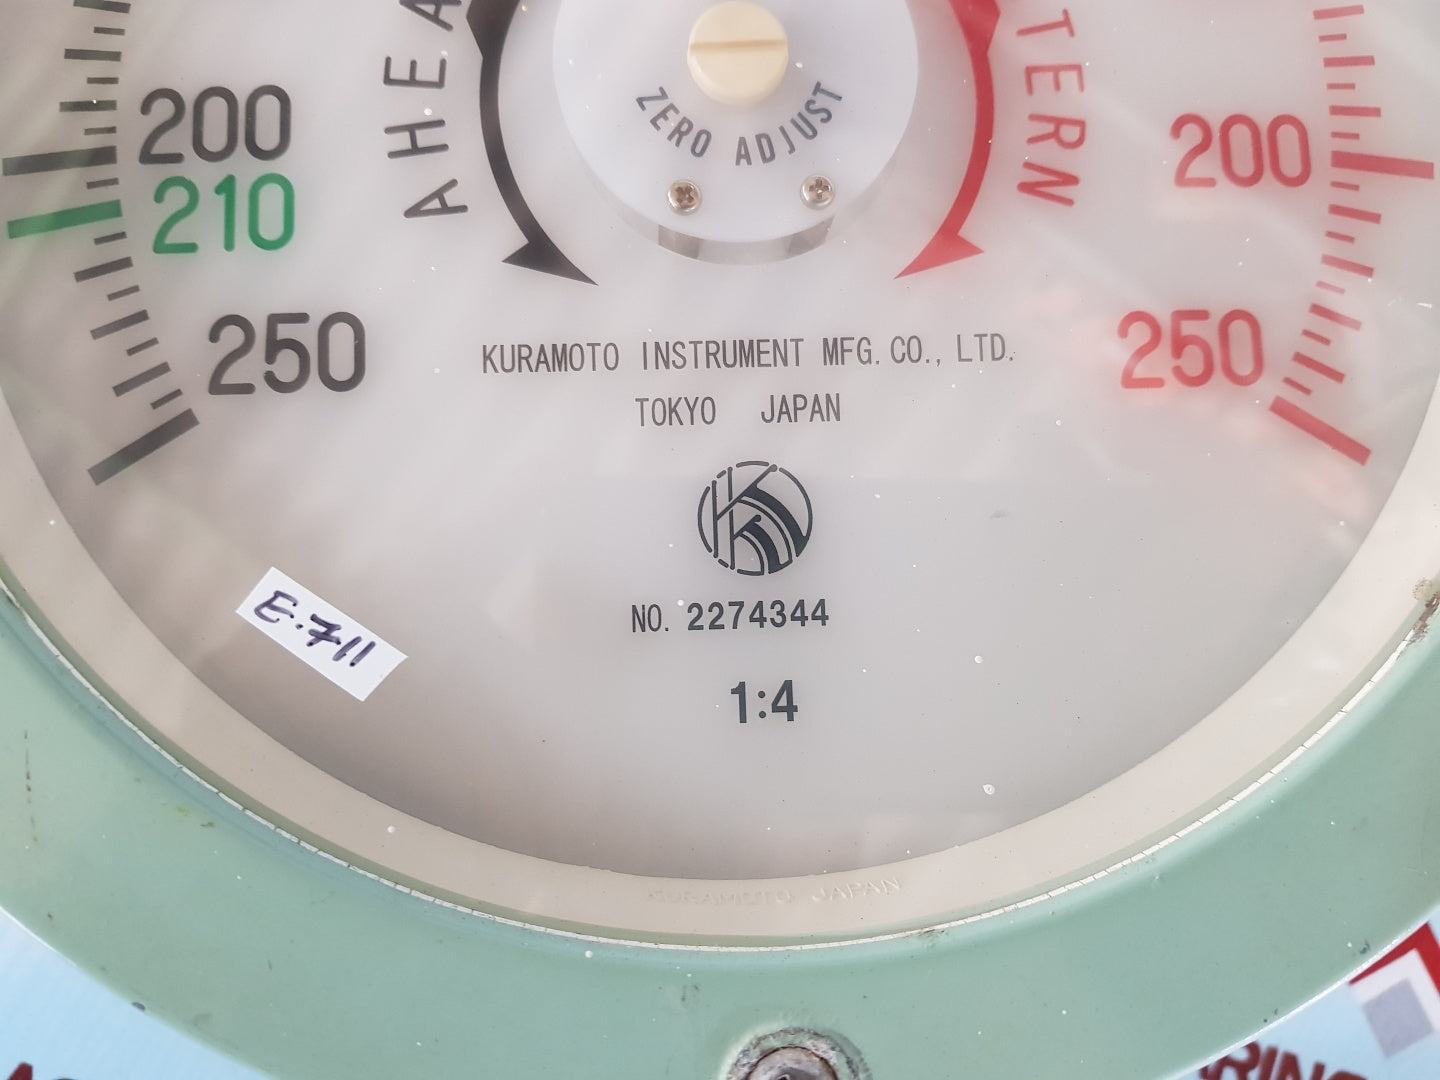 AHEA
TERN
ZERO ADJUST
200
210
250
200
250
KURAMOTO INSTRUMENT MFG. CO., LTD.
TOKYO JAPAN
NO. 2274344
1:4
E-711
KURAMOTO JAPAN
RING